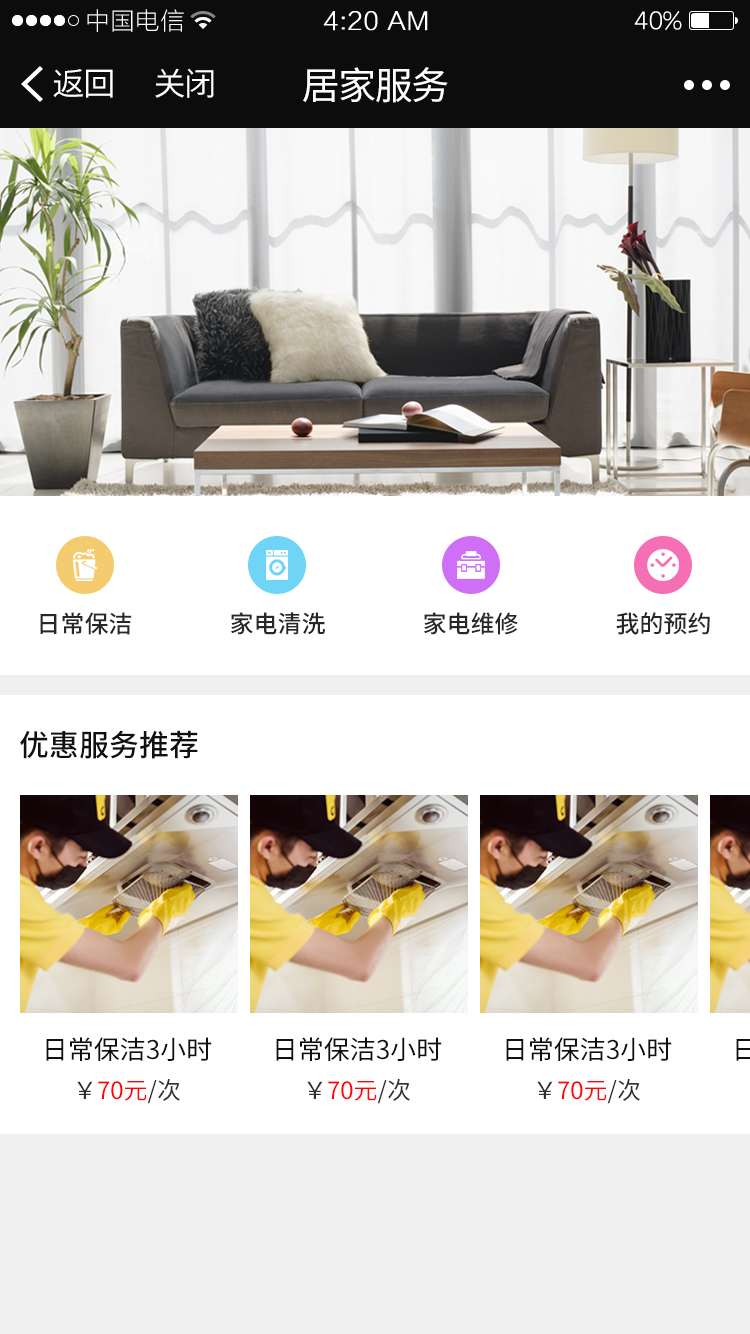 中国电信 4:20 AM 40%
返回 关闭 居家服务
日常保洁 家电清洗 家电维修 我的预约
优惠服务推荐
日常保洁3小时 日常保洁3小时 日常保洁3小时
￥70元/次 ￥70元/次 ￥70元/次